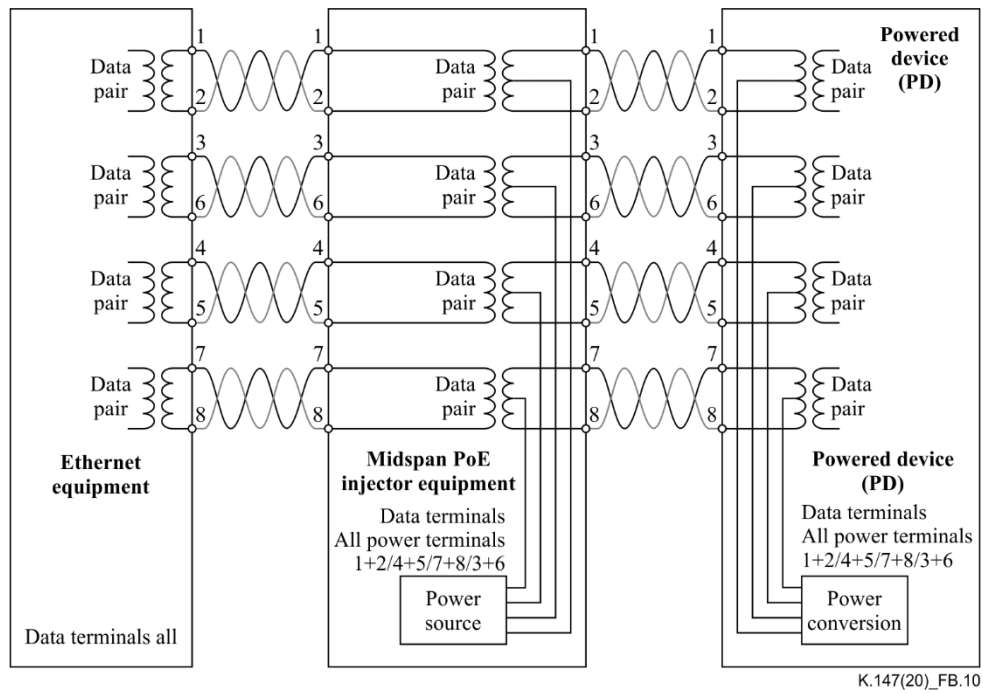 1 1 1 1 Powered
Data Data Data device
pair pair pair (PD)
2 2 2 2
3 3 3 3
Data Data Data
pair pair pair
6 6 6 6
4 4 4 4
Data Data Data
pair pair pair
5 5 5 5
7 7 7 7
Data Data Data
pair pair pair
8 8 8 8
Ethernet
equipment
Data terminals all
Midspan PoE
injector equipment
Data terminals
All power terminals
1+2/4+5/7+8/3+6
Power
source
Powered device
(PD)
Data terminals
All power terminals
1+2/4+5/7+8/3+6
Power
conversion
K.147(20)_FB.10